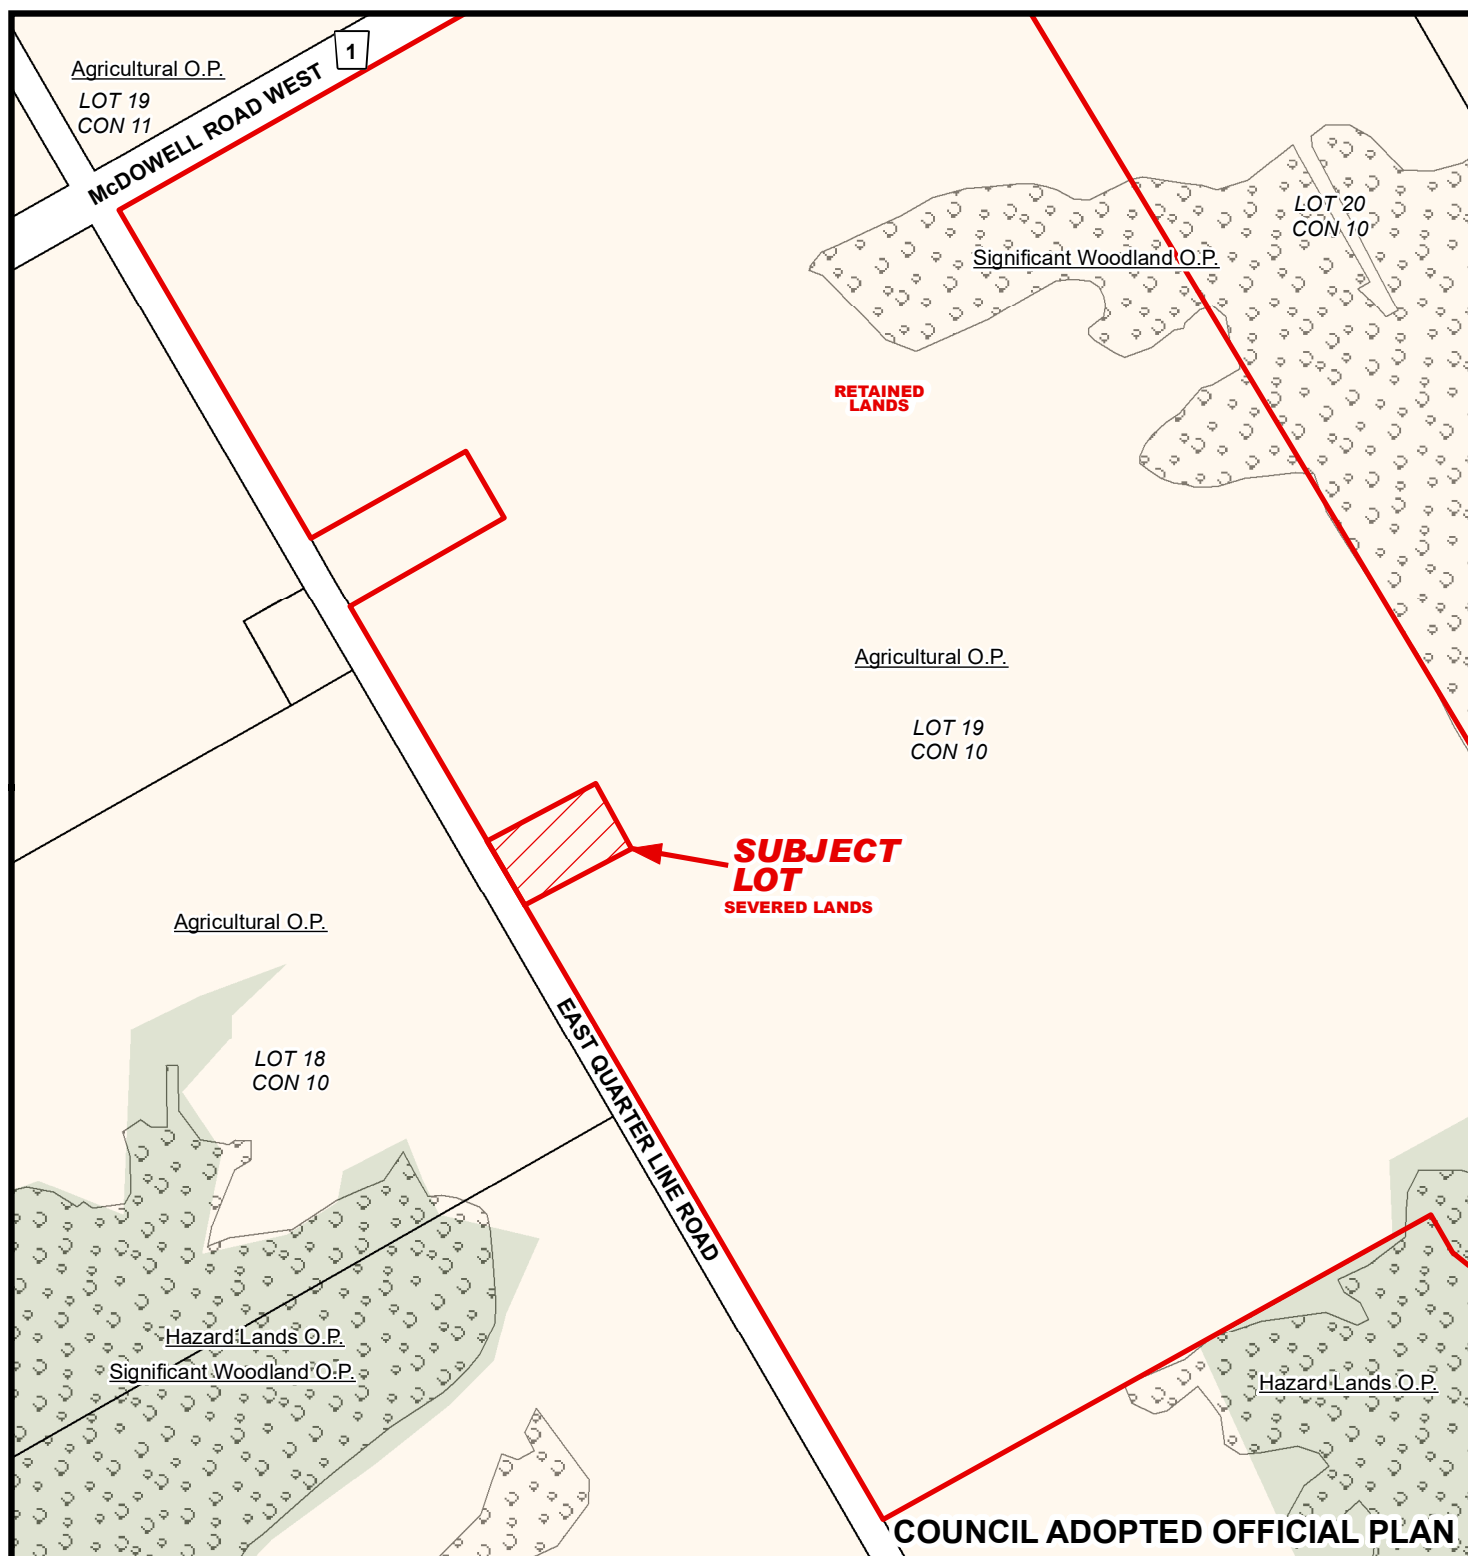 Agricultural O.P.
LOT 19
CON 11
McDOWELL ROAD WEST
1
LOT 20
CON 10
Significant Woodland O.P.
RETAINED
LANDS
Agricultural O.P.
LOT 19
CON 10
SUBJECT
LOT
SEVERED LANDS
Agricultural O.P.
EAST QUARTER LINE ROAD
LOT 18
CON 10
Hazard Lands O.P.
Significant Woodland O.P.
Hazard Lands O.P.
COUNCIL ADOPTED OFFICIAL PLAN